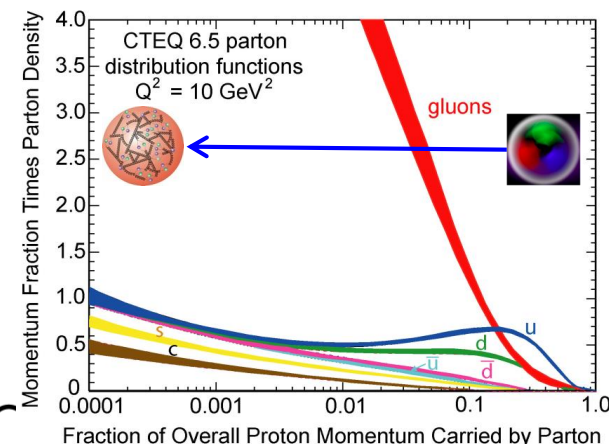 Momentum Fraction Times Parton Density
4.0
3.5
3.0
2.5
2.0
1.5
1.0
0.5
0
CTEQ 6.5 parton
distribution functions
Q² = 10 GeV²
gluons
s
c
u
d
u̅
d̅
0.0001
0.001
0.01
0.1
1.0
Fraction of Overall Proton Momentum Carried by Parton